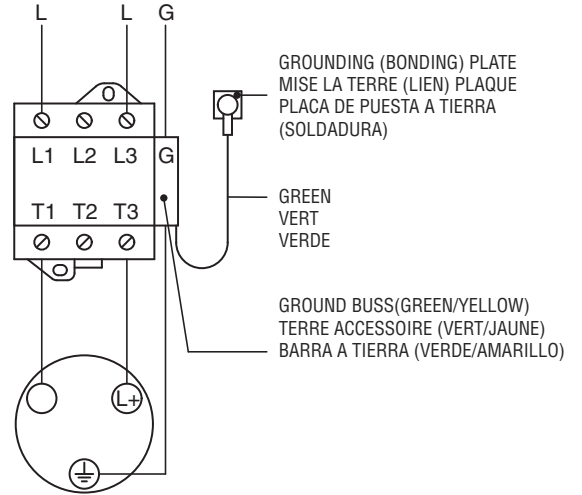 L L G
GROUNDING (BONDING) PLATE
MISE LA TERRE (LIEN) PLAQUE
PLACA DE PUESTA A TIERRA
(SOLDADURA)
L1 L2 L3 G
T1 T2 T3
GREEN
VERT
VERDE
GROUND BUSS(GREEN/YELLOW)
TERRE ACCESSOIRE (VERT/JAUNE)
BARRA A TIERRA (VERDE/AMARILLO)
L+